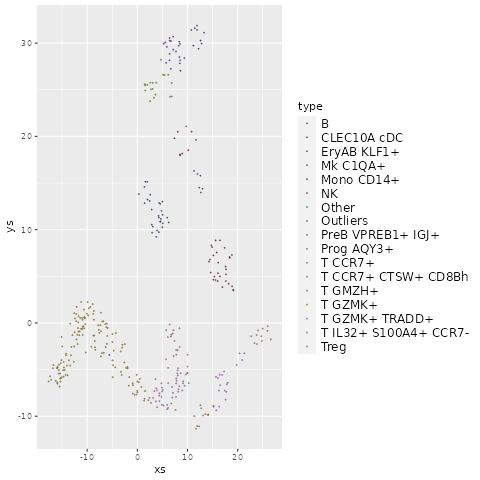 type
B
CLEC10A cDC
EryAB KLF1+
Mk C1QA+
Mono CD14+
NK
Other
Outliers
PreB VPREB1+ IGJ+
Prog AQY3+
T CCR7+
T CCR7+ CTSW+ CD8Bh
T GMZH+
T GZMK+
T GZMK+ TRADD+
T IL32+ S100A4+ CCR7-
Treg
ys
30
20
10
0
-10
-10
0
10
20
xs